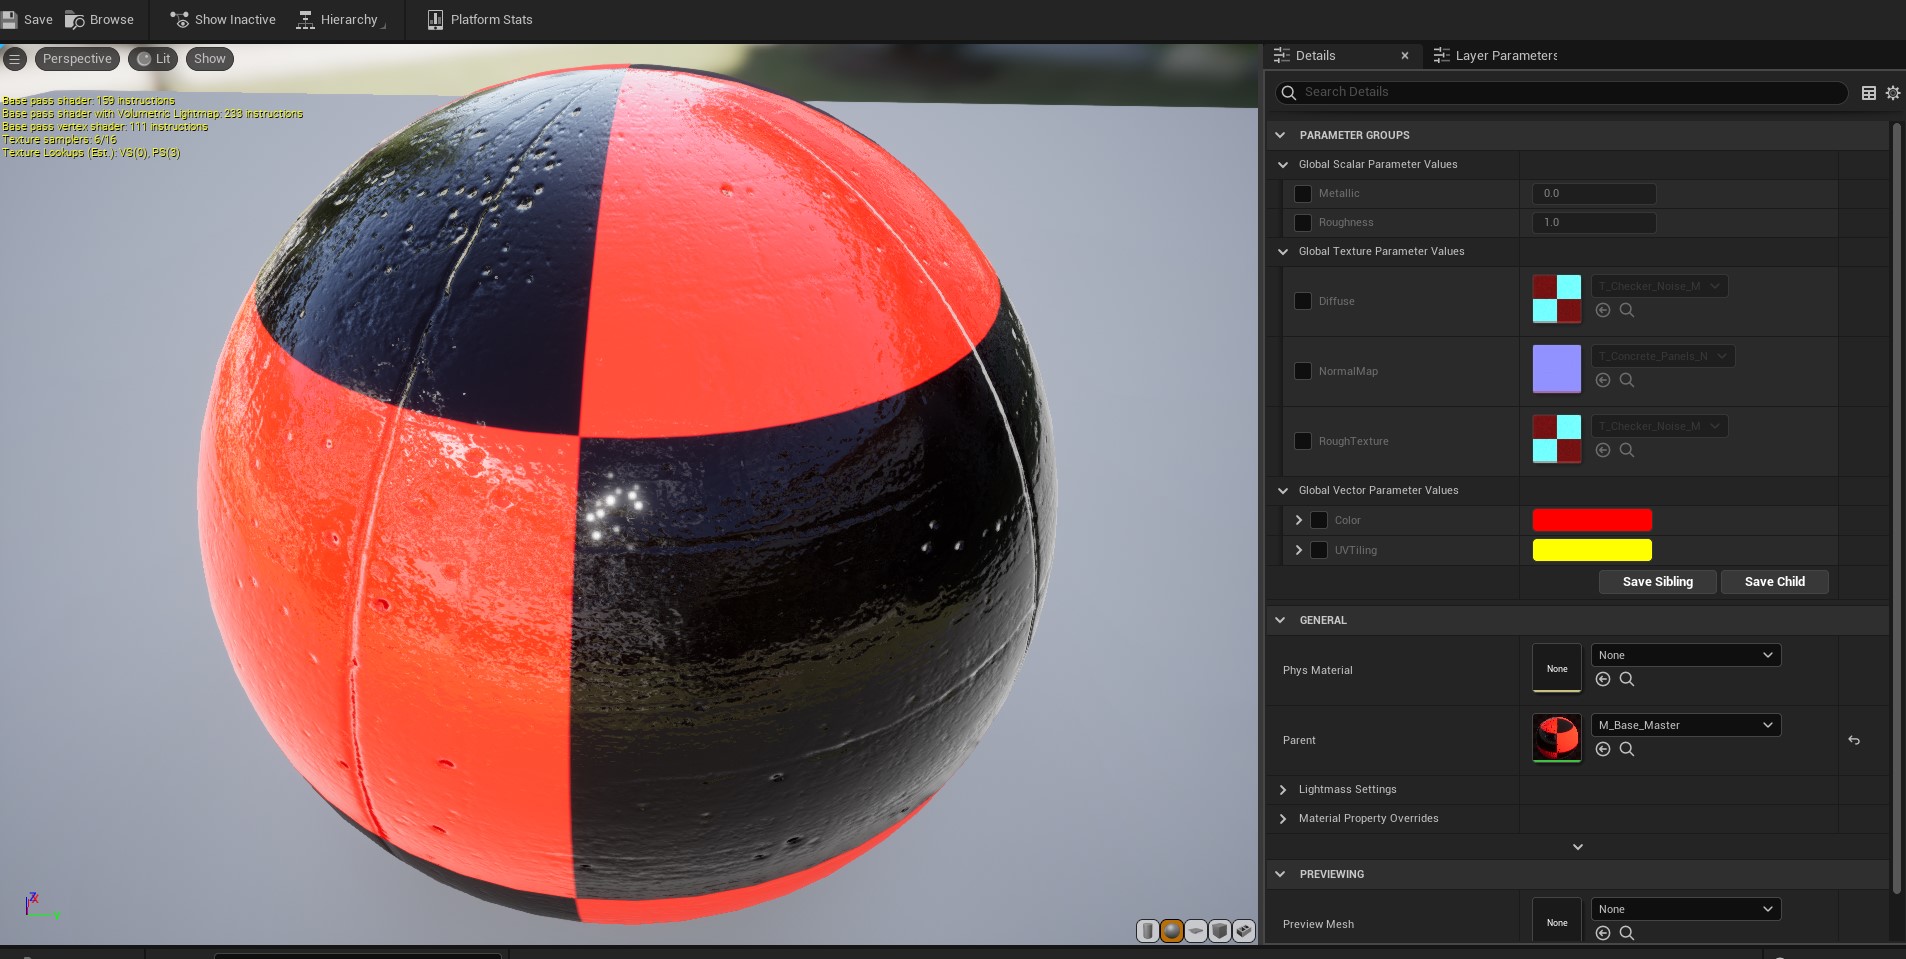 Save Browse Show Inactive Hierarchy Platform Stats
Perspective Lit Show
Base pass shader: 159 instructions
Base pass shader with Volumetric Lightmap: 233 instructions
Base pass vertex shader: 111 instructions
Texture samplers: 6/16
Texture Lookups (Est.): VS(0), PS(3)
Details Layer Parameters
Search Details
PARAMETER GROUPS
Global Scalar Parameter Values
Metallic 0.0
Roughness 1.0
Global Texture Parameter Values
Diffuse T_Checker_Noise_M
NormalMap T_Concrete_Panels_N
RoughTexture T_Checker_Noise_M
Global Vector Parameter Values
Color
UVTiling
Save Sibling Save Child
GENERAL
Phys Material None None
Parent M_Base_Master
Lightmass Settings
Material Property Overrides
PREVIEWING
Preview Mesh None None
Z